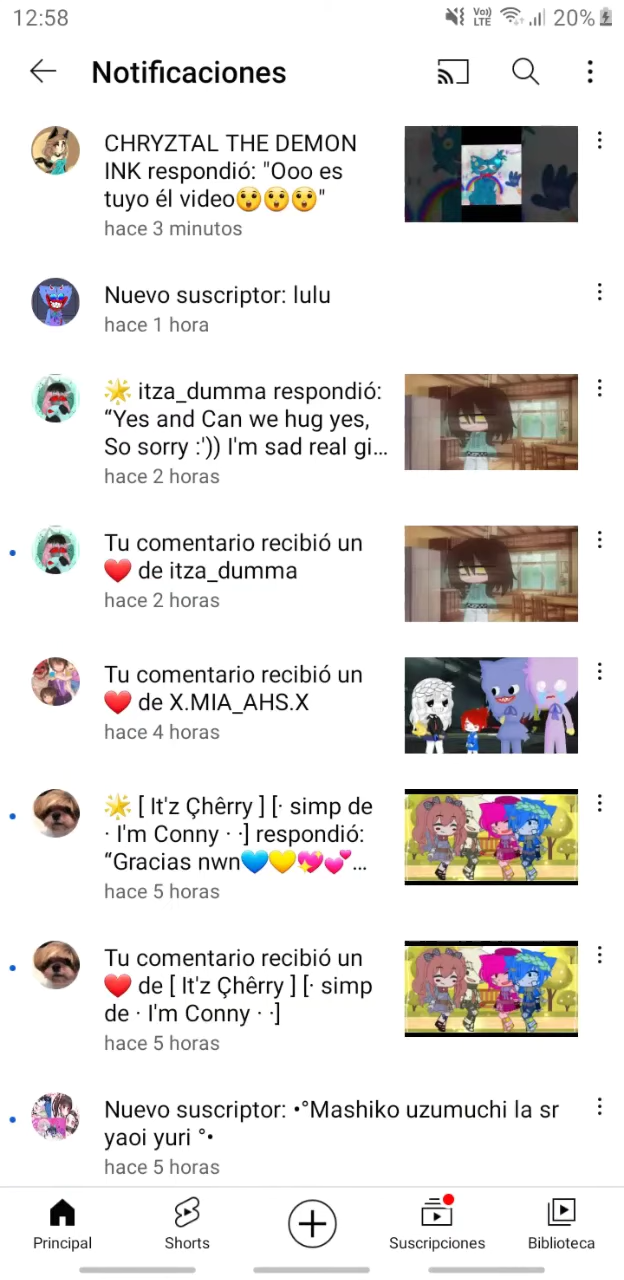 12:58
Vo))
LTE
20%
Notificaciones
CHRYZTAL THE DEMON
INK respondió: "Ooo es
tuyo él video😲😲😲"
hace 3 minutos
Nuevo suscriptor: lulu
hace 1 hora
🌟 itza_dumma respondió:
“Yes and Can we hug yes,
So sorry :')) I'm sad real gi...
hace 2 horas
Tu comentario recibió un
❤️ de itza_dumma
hace 2 horas
Tu comentario recibió un
❤️ de X.MIA_AHS.X
hace 4 horas
🌟 [ It'z Çhêrry ] [· simp de
· I'm Conny · ·] respondió:
“Gracias nwn💙💛💖💕...
hace 5 horas
Tu comentario recibió un
❤️ de [ It'z Çhêrry ] [· simp
de · I'm Conny · ·]
hace 5 horas
Nuevo suscriptor: •°Mashiko uzumuchi la sr
yaoi yuri °•
hace 5 horas
Principal
Shorts
Suscripciones
Biblioteca